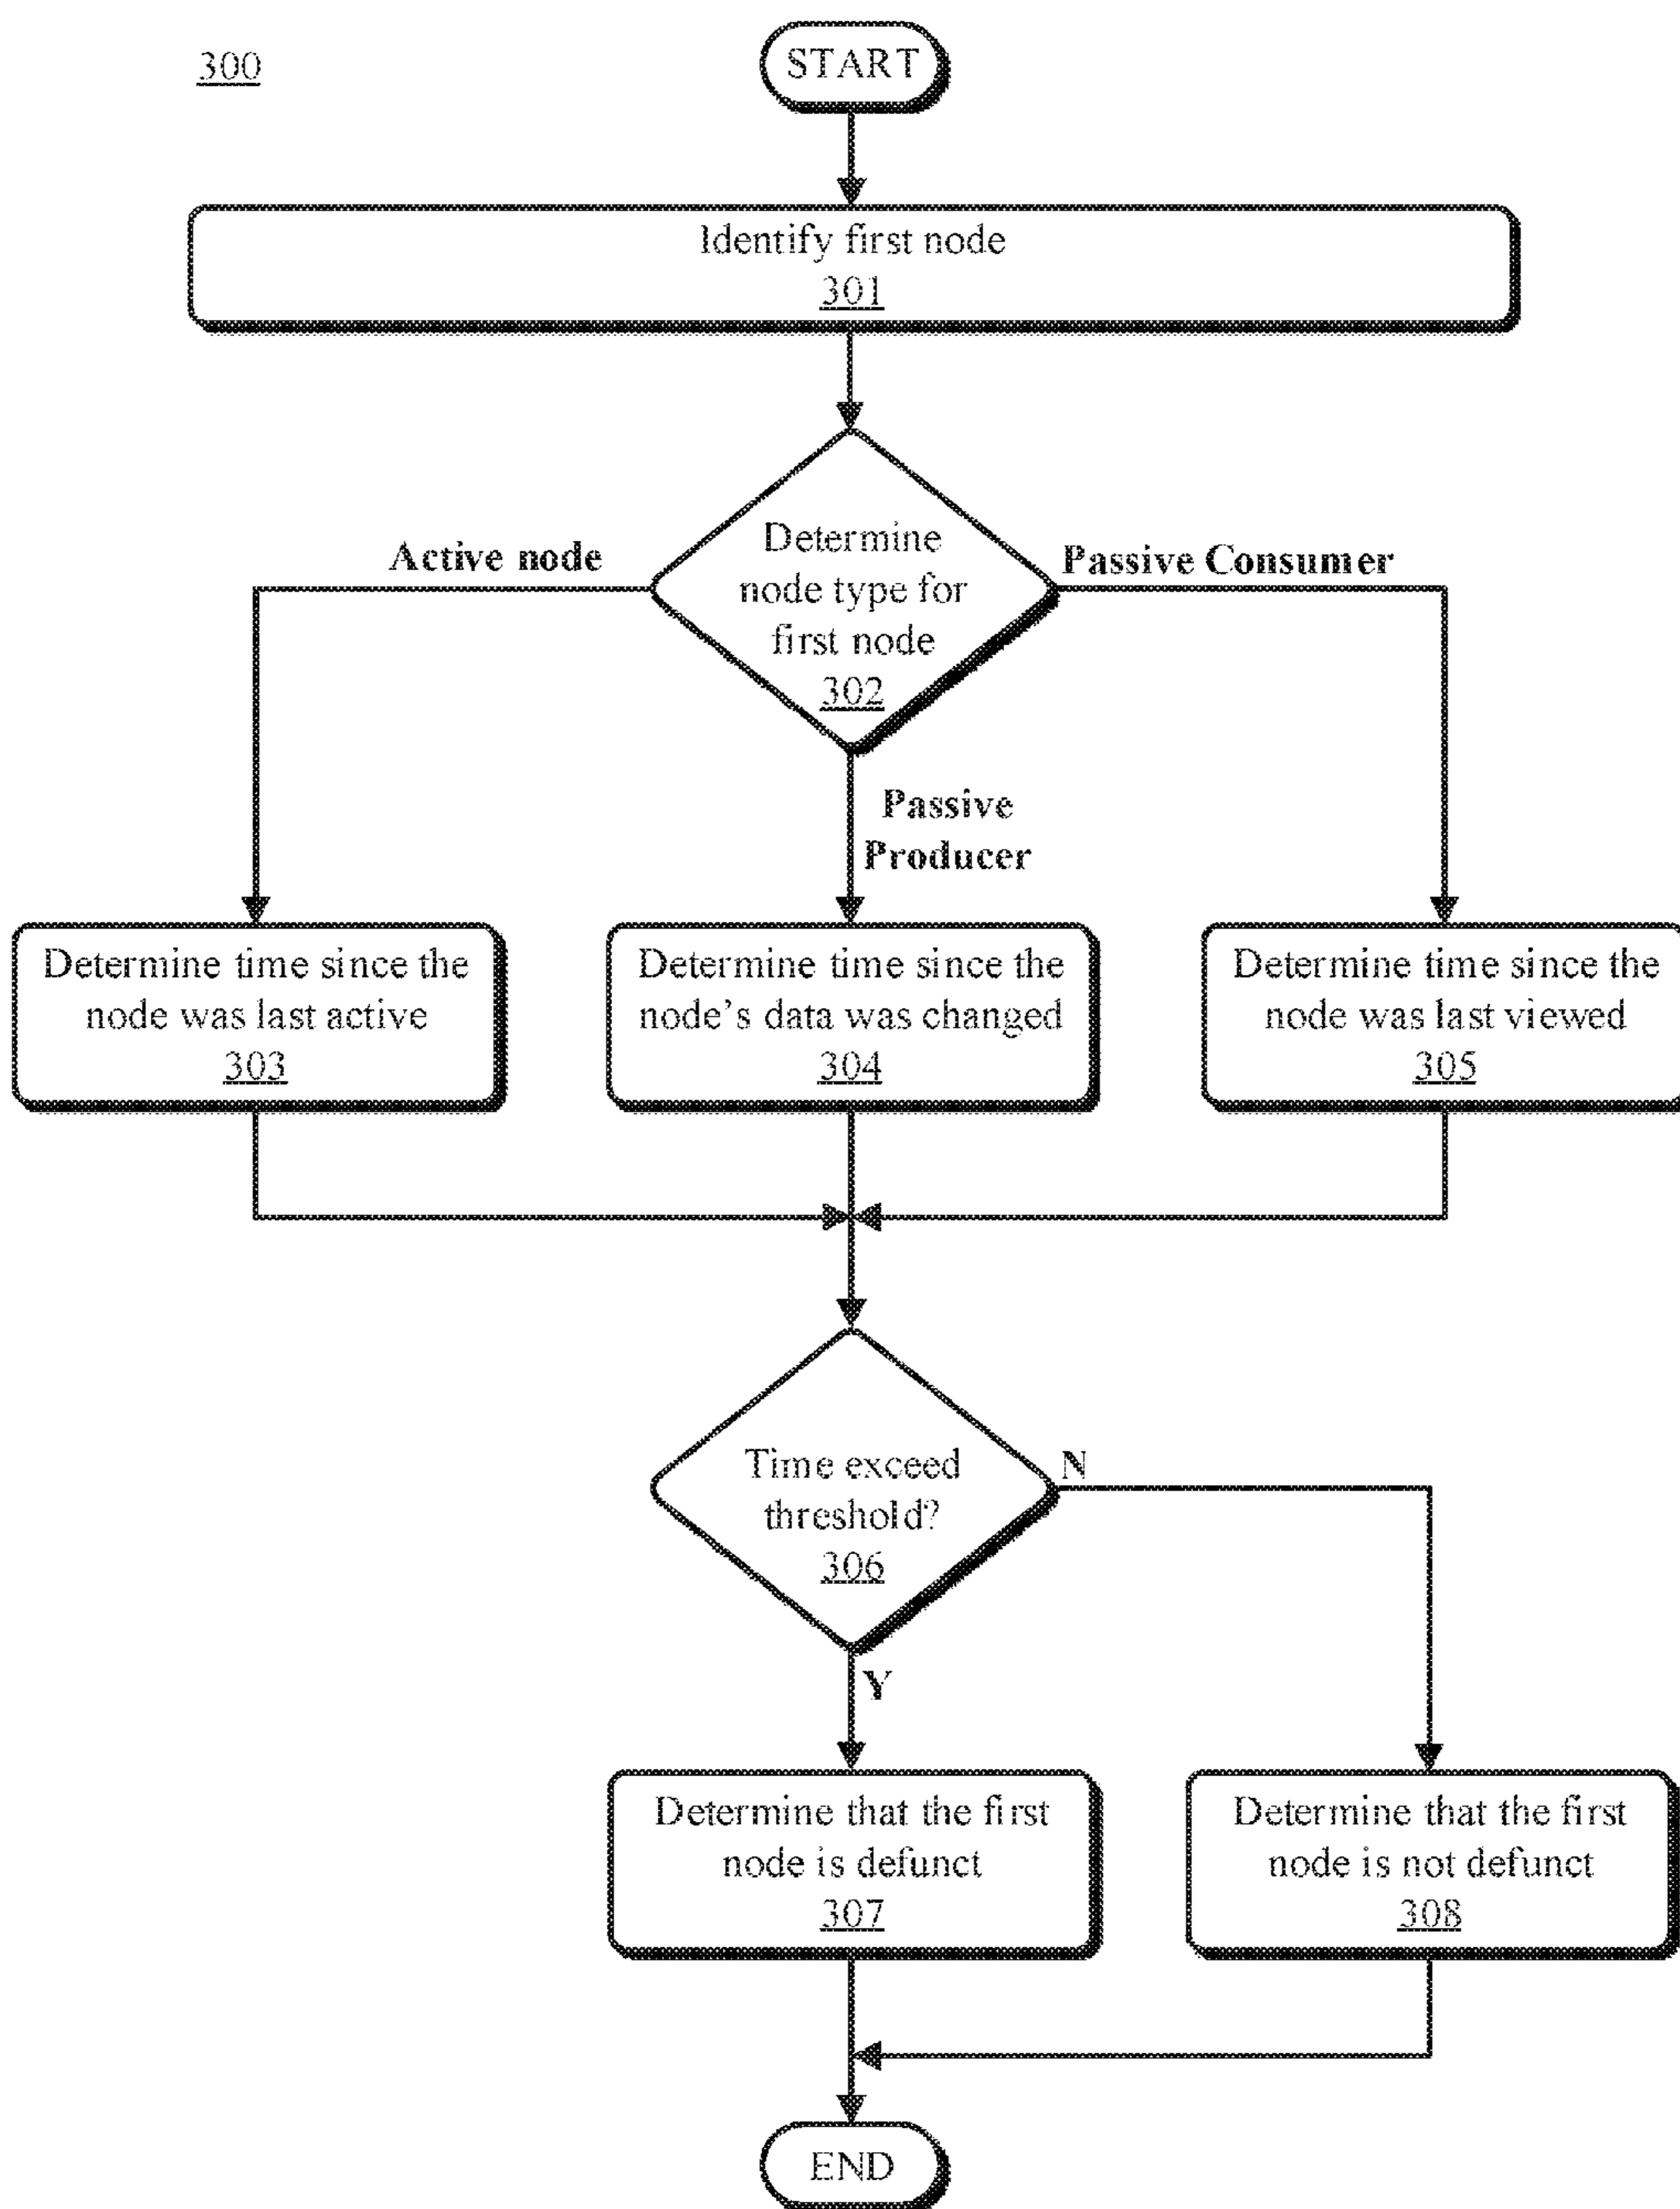 300
START
Identify first node
301
Active node
Determine
node type for
first node
302
Passive Consumer
Passive
Producer
Determine time since the
node was last active
303
Determine time since the
node's data was changed
304
Determine time since the
node was last viewed
305
Time exceed
threshold?
306
N
Y
Determine that the first
node is defunct
307
Determine that the first
node is not defunct
308
END